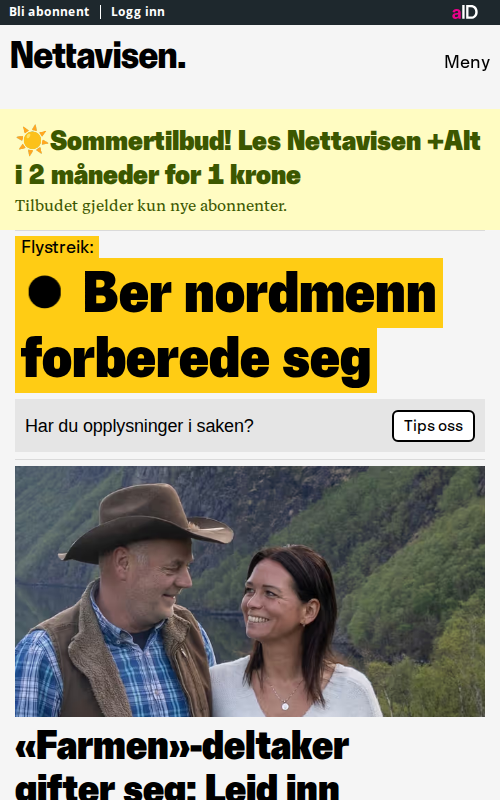 Bli abonnent | Logg inn
aID
Nettavisen.
Meny
Sommertilbud! Les Nettavisen +Alt
i 2 måneder for 1 krone
Tilbudet gjelder kun nye abonnenter.
Flystreik:
● Ber nordmenn
forberede seg
Har du opplysninger i saken?
Tips oss
«Farmen»-deltaker
gifter seg: Leid inn